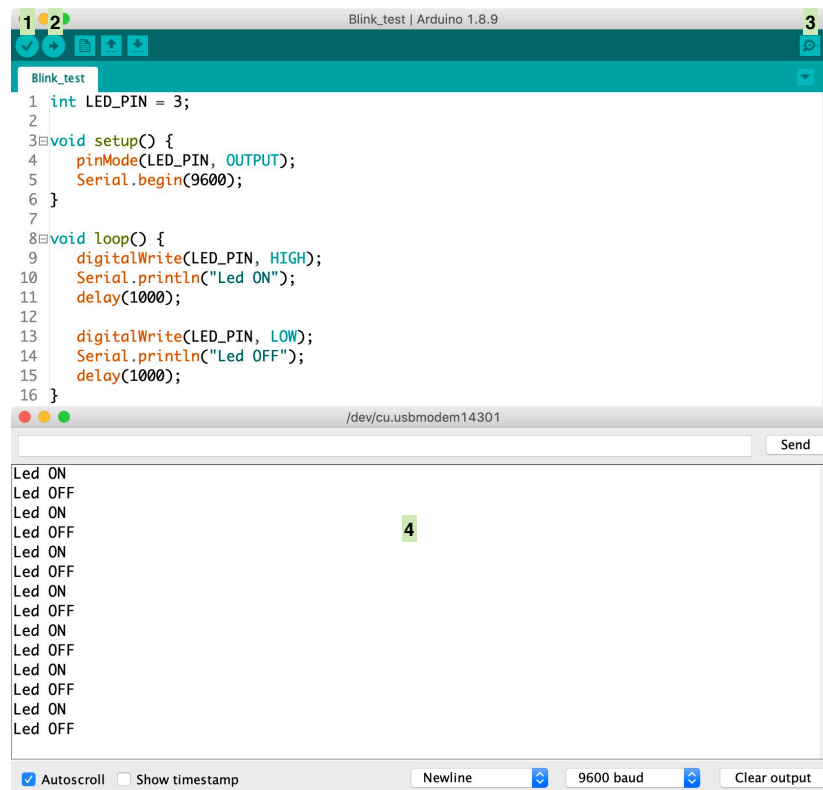 1 2 Blink_test | Arduino 1.8.9 3
Blink_test
1 int LED_PIN = 3;
2
3 void setup() {
4    pinMode(LED_PIN, OUTPUT);
5    Serial.begin(9600);
6 }
7
8 void loop() {
9    digitalWrite(LED_PIN, HIGH);
10    Serial.println("Led ON");
11    delay(1000);
12
13    digitalWrite(LED_PIN, LOW);
14    Serial.println("Led OFF");
15    delay(1000);
16 }
/dev/cu.usbmodem14301
Send
Led ON
Led OFF
Led ON
Led OFF
4
Led ON
Led OFF
Led ON
Led OFF
Led ON
Led OFF
Led ON
Led OFF
Led ON
Led OFF
Autoscroll Show timestamp Newline 9600 baud Clear output